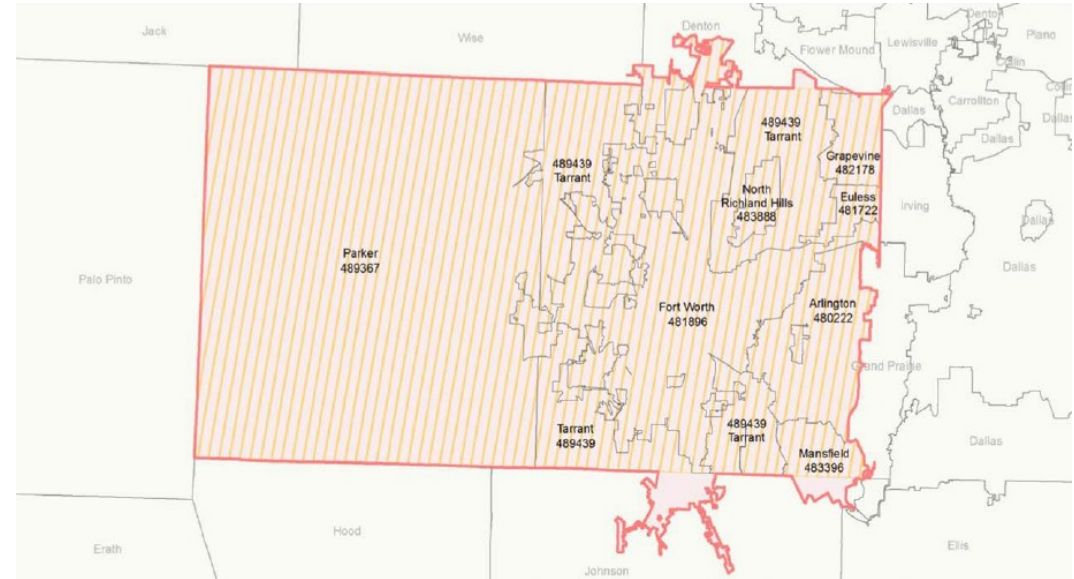 Jack
Wise
Denton
Flower Mound
Lewisville
Denton
Plano
Collin
Dallas
Carrollton
Dallas
Dallas
489439
Tarrant
489439
Tarrant
Grapevine
482178
North
Richland Hills
483888
Euless
481722
Irving
Dallas
Dallas
Palo Pinto
Parker
489367
Fort Worth
481896
Arlington
480222
Grand Prairie
Tarrant
489439
489439
Tarrant
Mansfield
483396
Dallas
Erath
Hood
Johnson
Ellis